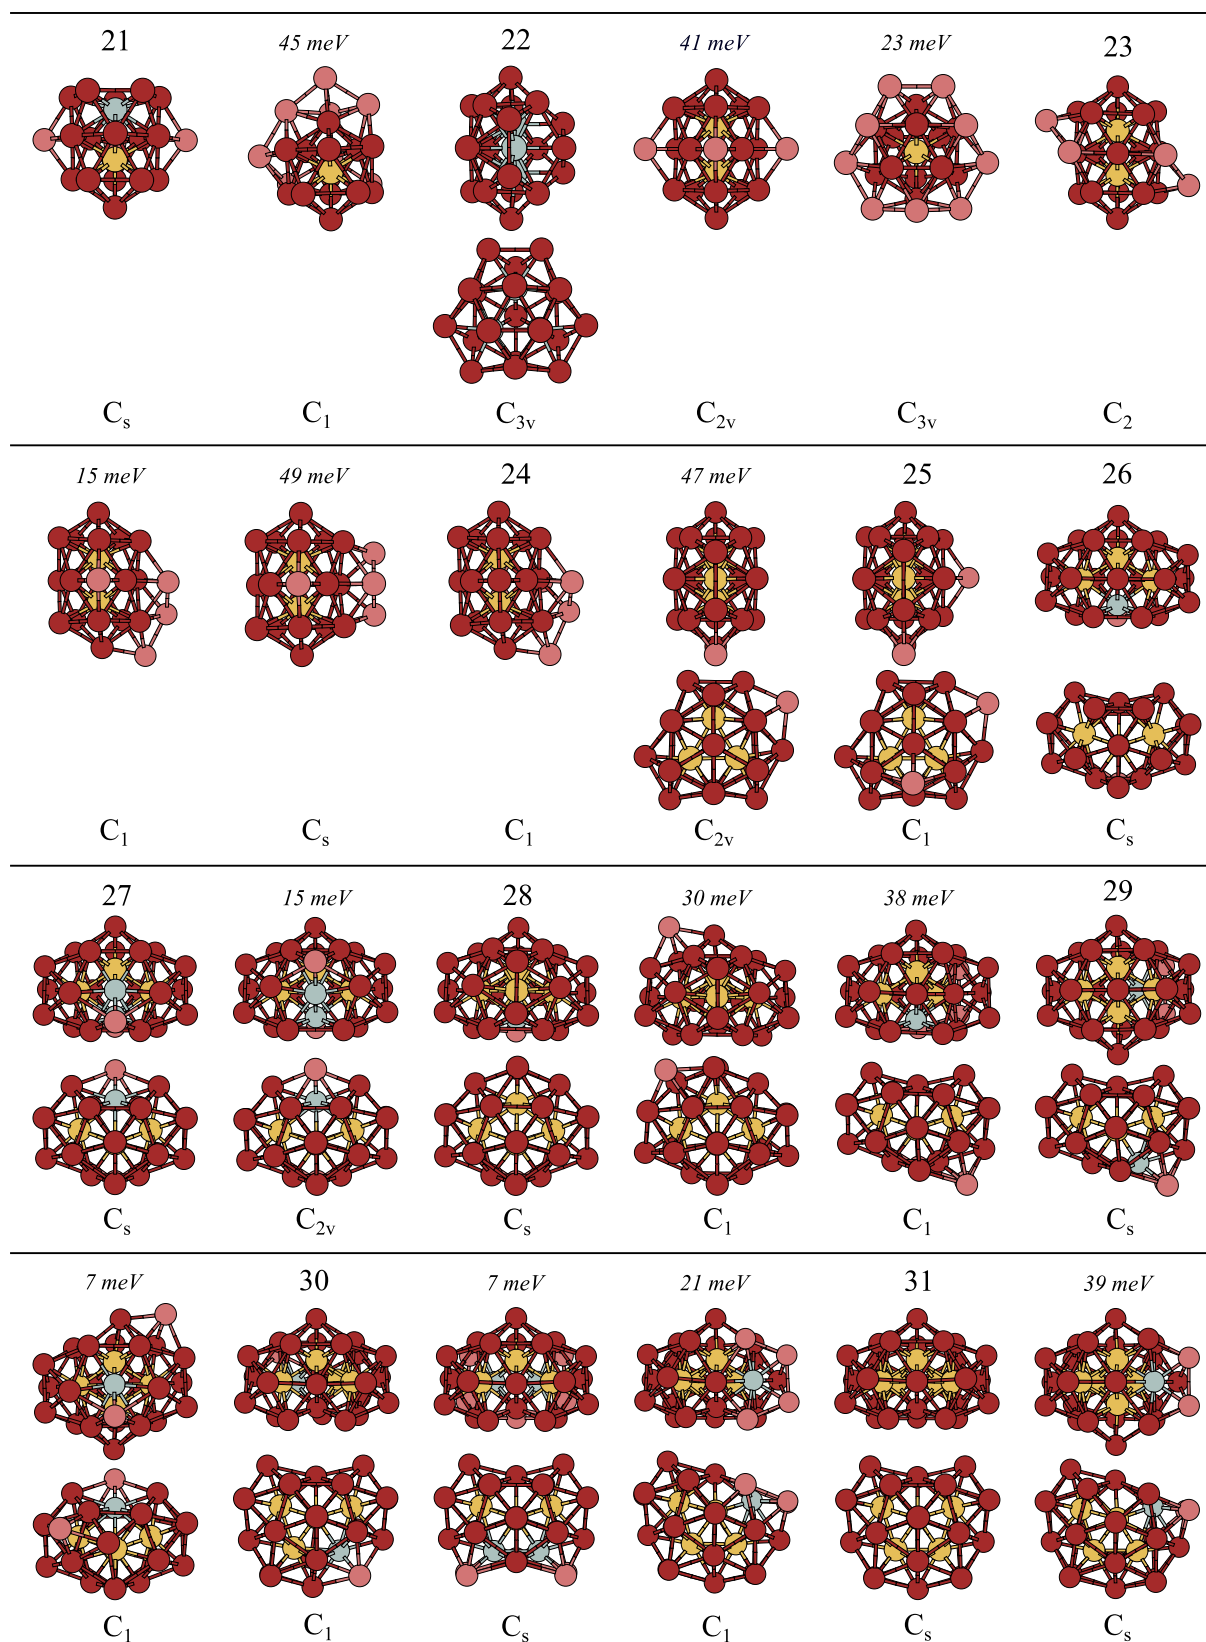 21 45 meV 22 41 meV 23 meV 23
Cs C1 C3v C2v C3v C2
15 meV 49 meV 24 47 meV 25 26
C1 Cs C1 C2v C1 Cs
27 15 meV 28 30 meV 38 meV 29
Cs C2v Cs C1 C1 Cs
7 meV 30 7 meV 21 meV 31 39 meV
C1 C1 Cs C1 Cs Cs